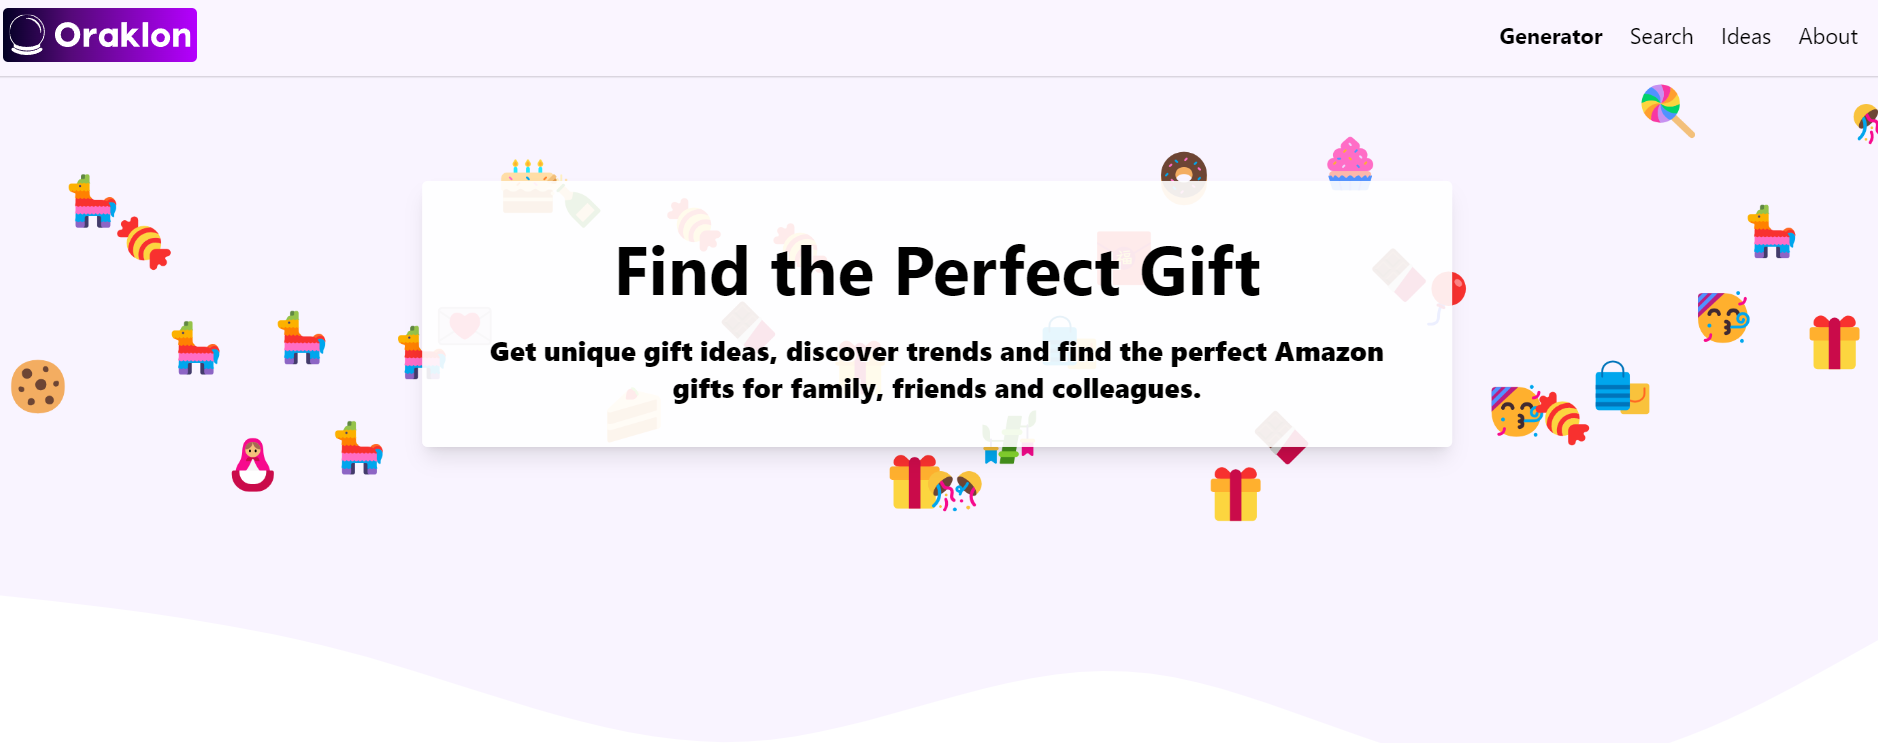 Oraklon
Generator Search Ideas About
Find the Perfect Gift
Get unique gift ideas, discover trends and find the perfect Amazon
gifts for family, friends and colleagues.